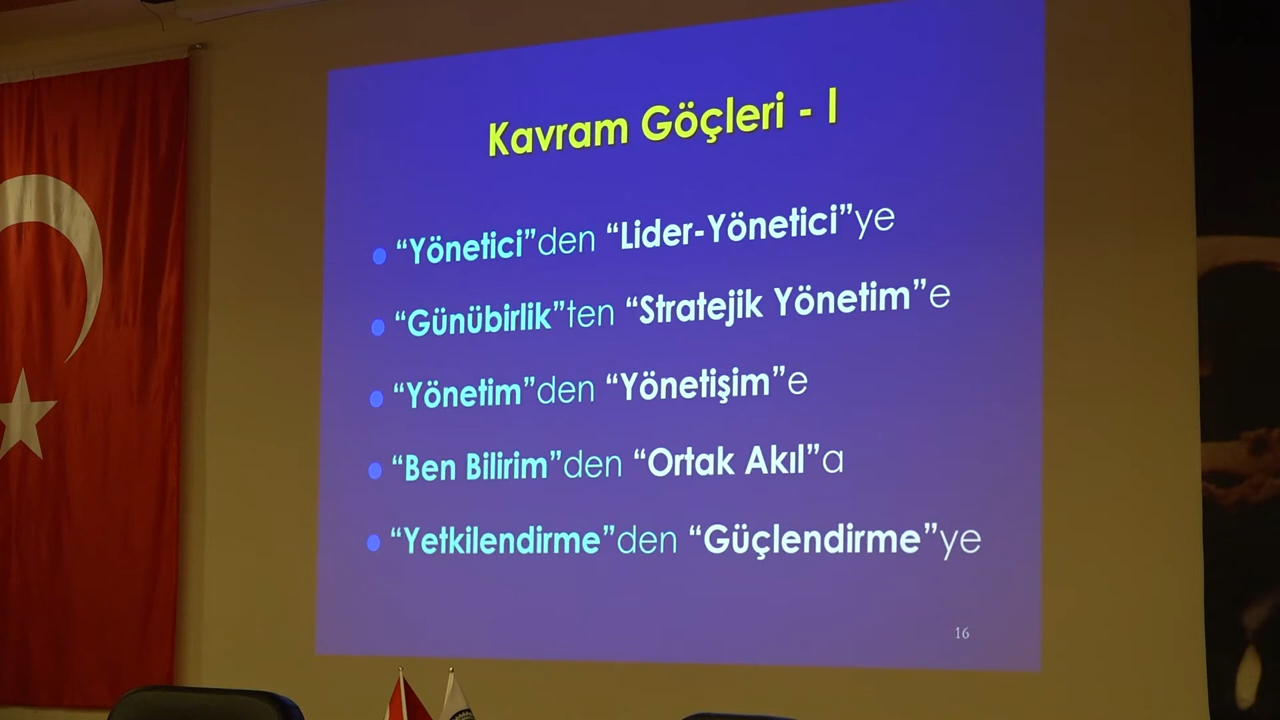 Kavram Göçleri - I
“Yönetici”den “Lider-Yönetici”ye
“Günübirlik”ten “Stratejik Yönetim”e
“Yönetim”den “Yönetişim”e
“Ben Bilirim”den “Ortak Akıl”a
“Yetkilendirme”den “Güçlendirme”ye
16